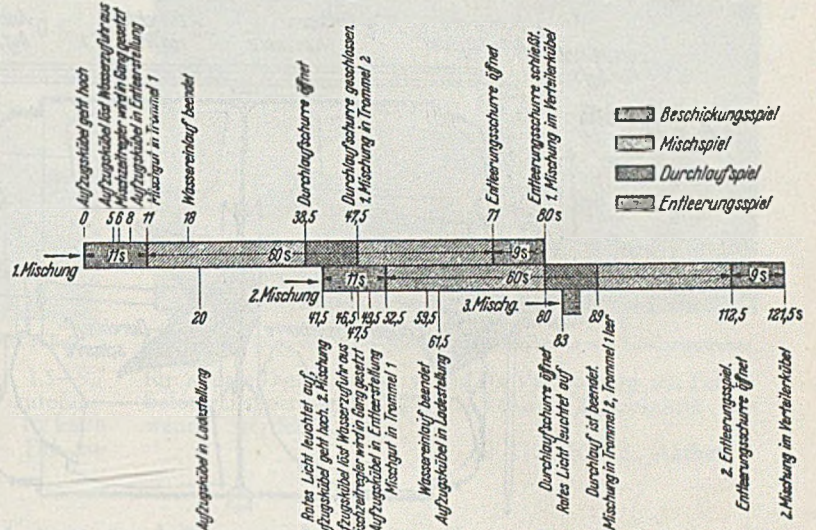 Aufzugskübel geht hoch
Aufzugskübel löst Wasserzufuhr aus
Mischzeitregler wird in Gang gesetzt
Aufzugskübel in Entleerstellung
Mischgut in Trommel 1
Wassereinlauf beendet
Durchlaufschurre öffnet
Durchlaufschurre geschlossen.
1. Mischung in Trommel 2
Entleerungsschurre öffnet
Entleerungsschurre schließt.
1. Mischung im Verteilerkübel
0 5 6 8 11 18 38,5 47,5 71 80 s
Beschickungsspiel
Mischspiel
Durchlaufspiel
Entleerungsspiel
1. Mischung
11 s
60 s
9 s
2. Mischung
11 s
60 s
9 s
3. Mischg.
20
41,5 46,5 47,5 49,5 52,5 59,5 61,5 80 83 89 112,5 121,5 s
Aufzugskübel in Ladestellung
Rotes Licht leuchtet auf
ufzugskübel geht hoch. 2. Mischung
ufzugskübel löst Wasserzufuhr aus
ischzeitregler wird in Gang gesetzt
ufzugskübel in Entleerstellung
Mischgut in Trommel 1
Wassereinlauf beendet
Aufzugskübel in Ladestellung
Durchlaufschurre öffnet
Rotes Licht leuchtet auf
Durchlauf ist beendet.
Mischung in Trommel 2, Trommel 1 leer
2. Entleerungsspiel.
Entleerungsschurre öffnet
2. Mischung im Verteilerkübel